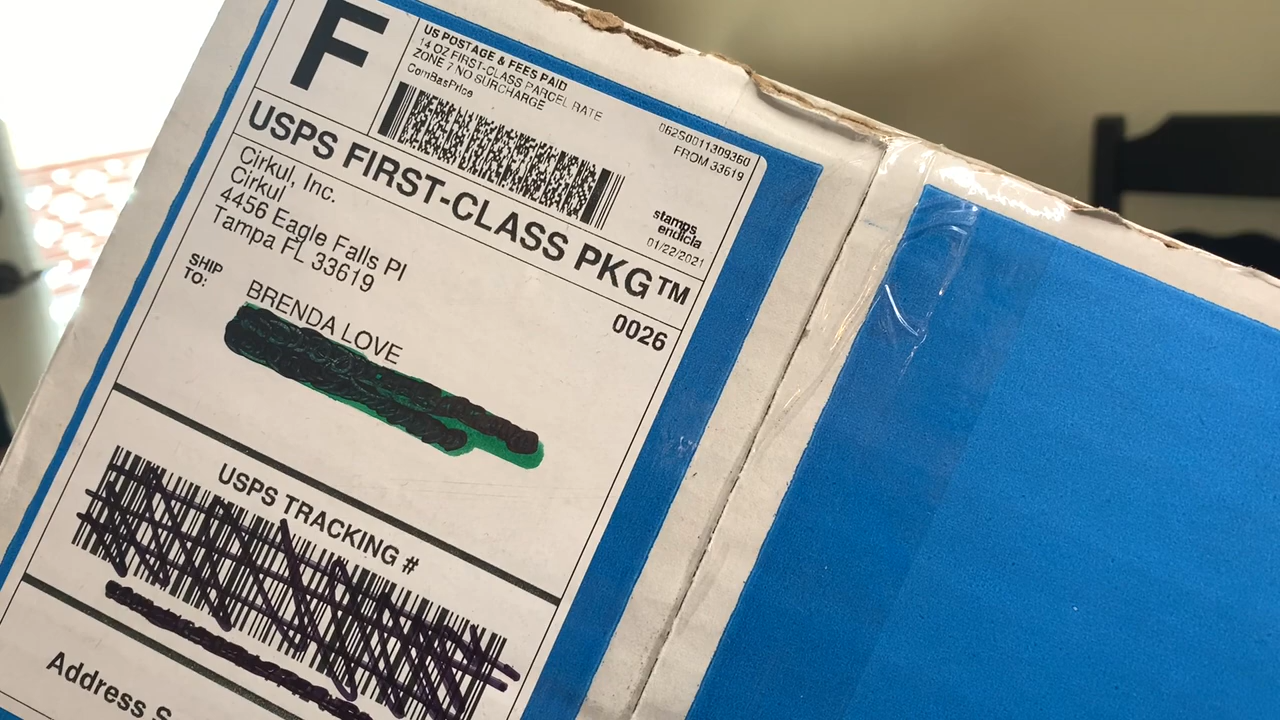 F
US POSTAGE & FEES PAID
14 OZ FIRST-CLASS PARCEL RATE
ZONE 7 NO SURCHARGE
ComBasPrice
062S0011309360
FROM 33619
stamps
endicia
01/22/2021
USPS FIRST-CLASS PKG™
Cirkul, Inc.
Cirkul
4456 Eagle Falls Pl
Tampa FL 33619
0026
SHIP
TO:
BRENDA LOVE
USPS TRACKING #
Address S